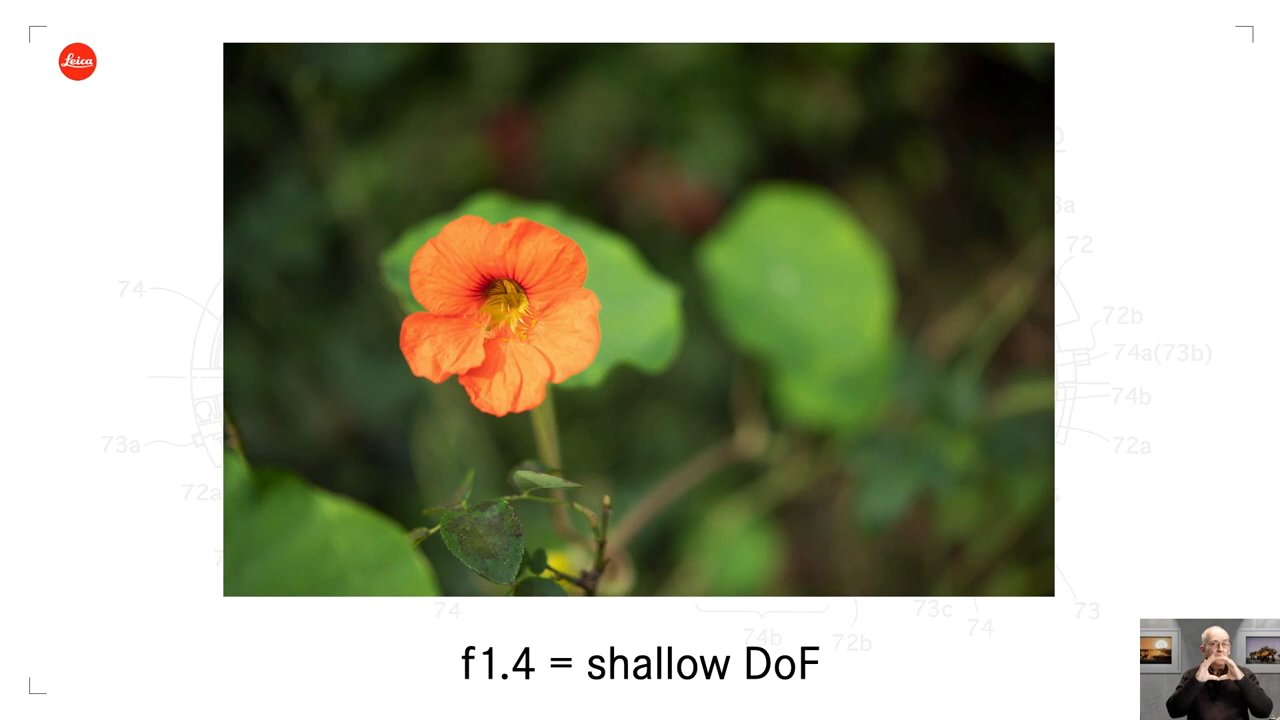 Leica
72
74
72b
74a(73b)
74b
73a
72a
72a
74
73c
73
74
74b
72b
f1.4 = shallow DoF